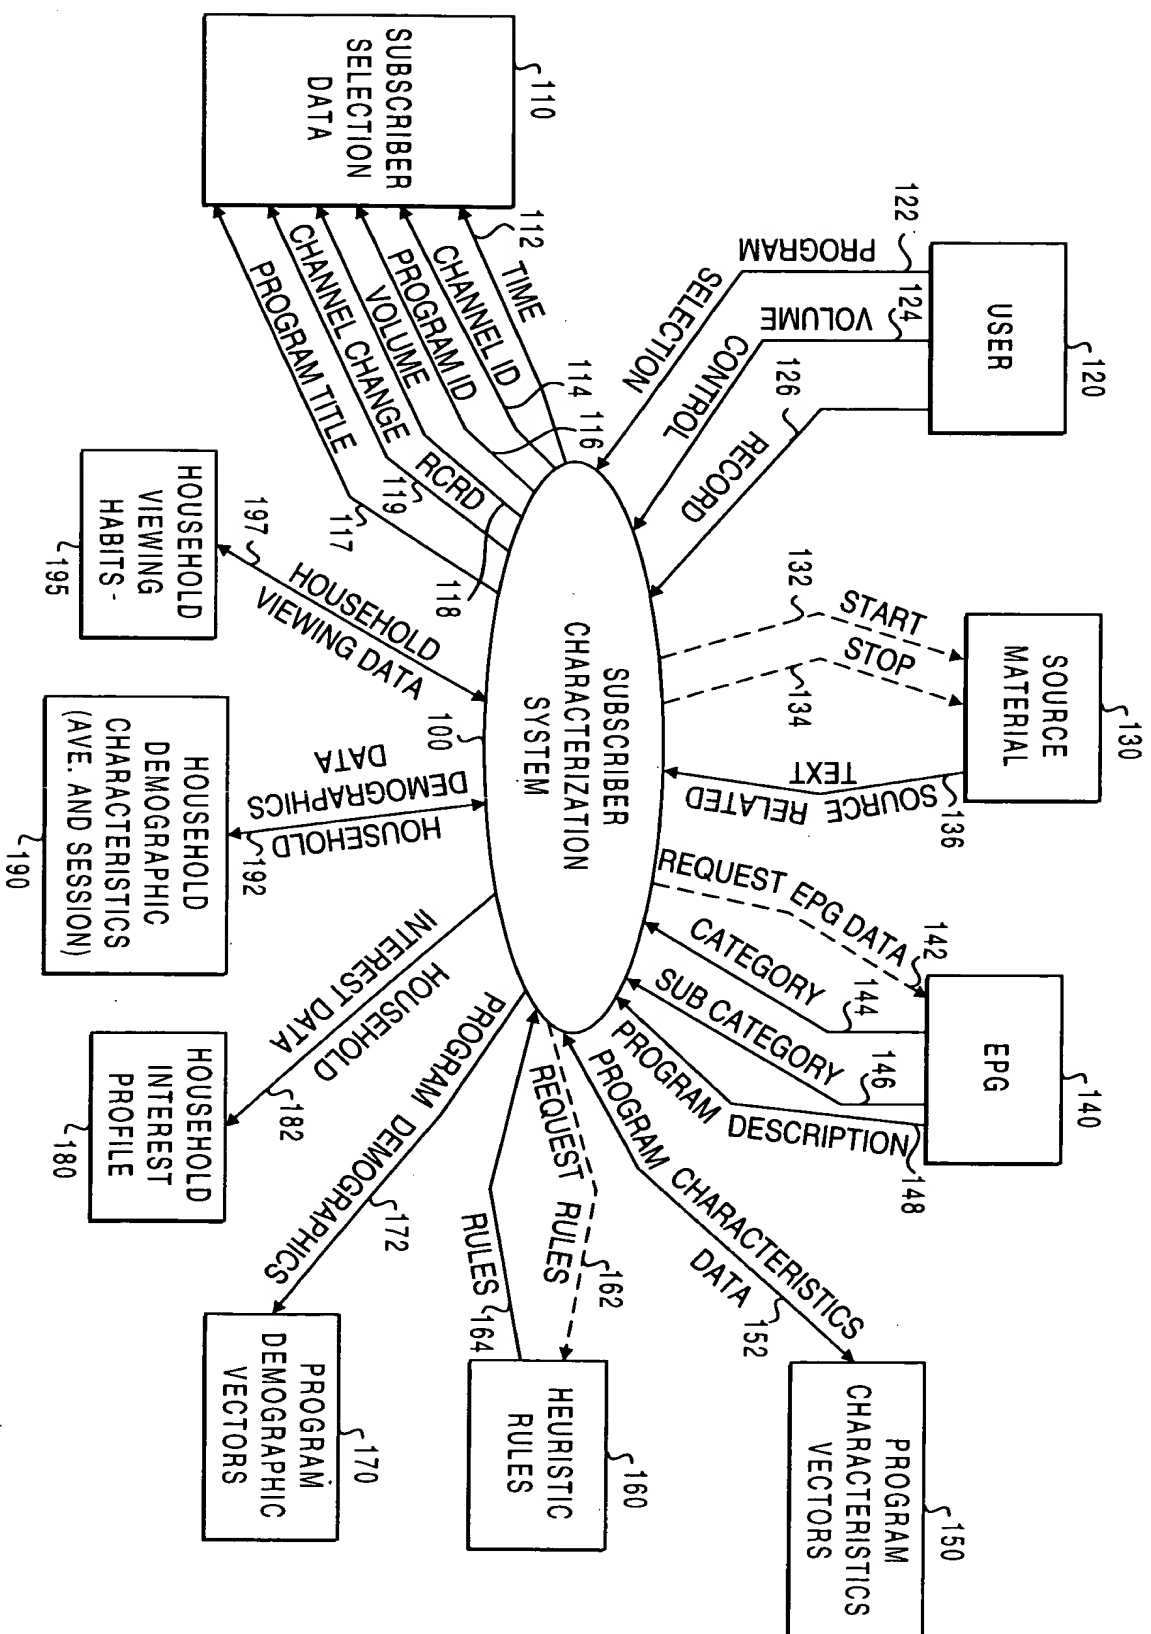 110
SUBSCRIBER
SELECTION
DATA
112
TIME
CHANNEL ID
114
PROGRAM ID
116
VOLUME
RCRD
118
CHANNEL CHANGE
119
PROGRAM TITLE
117
USER
120
122
PROGRAM
SELECTION
124
VOLUME
CONTROL
126
RECORD
SOURCE
MATERIAL
130
132
START
STOP
134
136
SOURCE RELATED
TEXT
EPG
140
REQUEST EPG DATA
142
CATEGORY
144
SUB CATEGORY
146
PROGRAM DESCRIPTION
148
PROGRAM
CHARACTERISTICS
VECTORS
150
PROGRAM CHARACTERISTICS
DATA
152
SUBSCRIBER
CHARACTERIZATION
SYSTEM
100
HEURISTIC
RULES
160
REQUEST RULES
162
RULES
164
PROGRAM
DEMOGRAPHIC
VECTORS
170
PROGRAM DEMOGRAPHICS
172
HOUSEHOLD
INTEREST
PROFILE
180
HOUSEHOLD
INTEREST DATA
182
HOUSEHOLD
DEMOGRAPHIC
CHARACTERISTICS
(AVE. AND SESSION)
190
HOUSEHOLD
DEMOGRAPHICS
DATA
192
HOUSEHOLD
VIEWING
HABITS-
195
HOUSEHOLD
VIEWING DATA
197